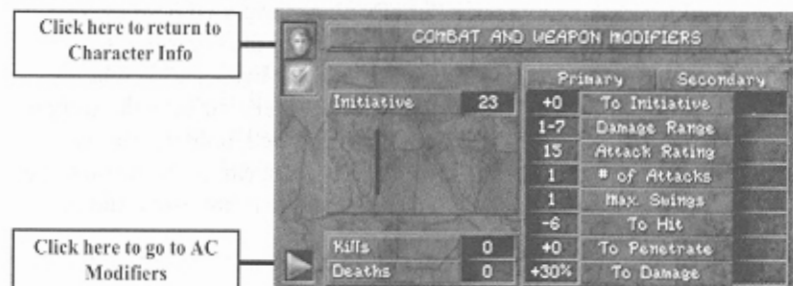 Click here to return to
Character Info
COMBAT AND WEAPON MODIFIERS
Primary Secondary
Initiative 23
+0 To Initiative
1-7 Damage Range
15 Attack Rating
1 # of Attacks
1 Max. Swings
-6 To Hit
Click here to go to AC
Modifiers
Kills 0
+0 To Penetrate
Deaths 0
+30% To Damage